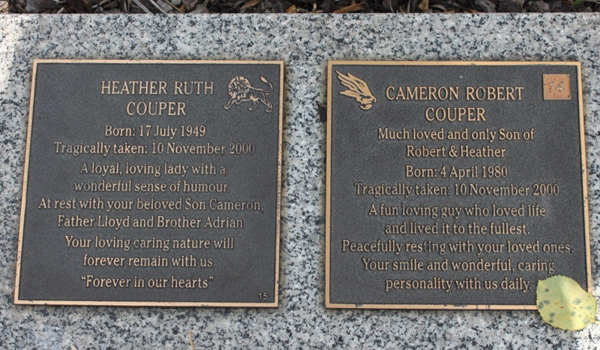 HEATHER RUTH
COUPER
Born: 17 July 1949
Tragically taken: 10 November 2000
A loyal, loving lady with a
wonderful sense of humour.
At rest with your beloved Son Cameron,
Father Lloyd and Brother Adrian
Your loving caring nature will
forever remain with us
"Forever in our hearts"
15
CAMERON ROBERT
COUPER
14
Much loved and only Son of
Robert & Heather
Born: 4 April 1980
Tragically taken: 10 November 2000
A fun loving guy who loved life
and lived it to the fullest.
Peacefully resting with your loved ones.
Your smile and wonderful, caring
personality with us daily.